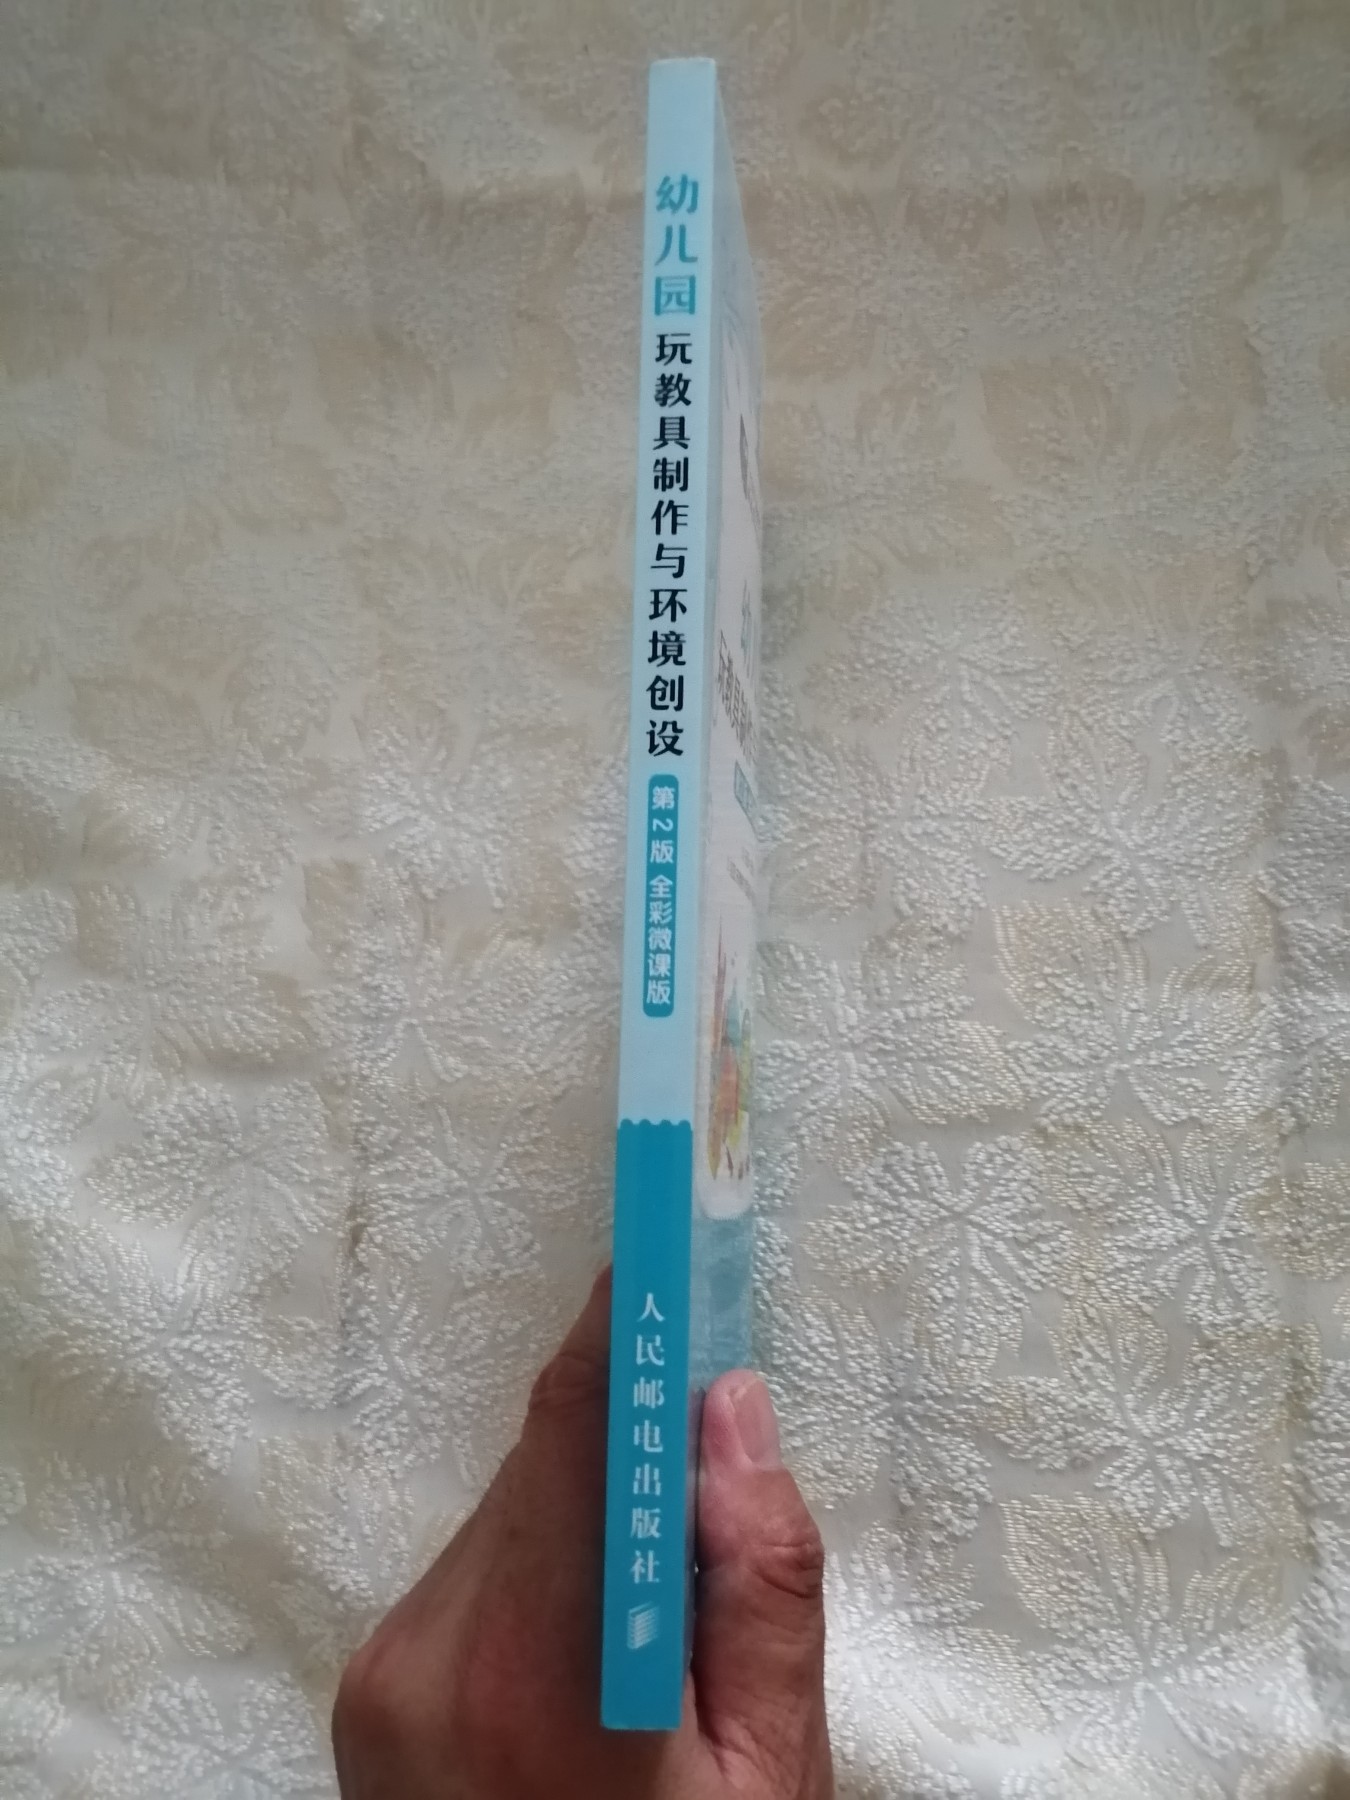 幼儿园玩教具制作与环境创设
第2版 全彩微课版
人民邮电出版社